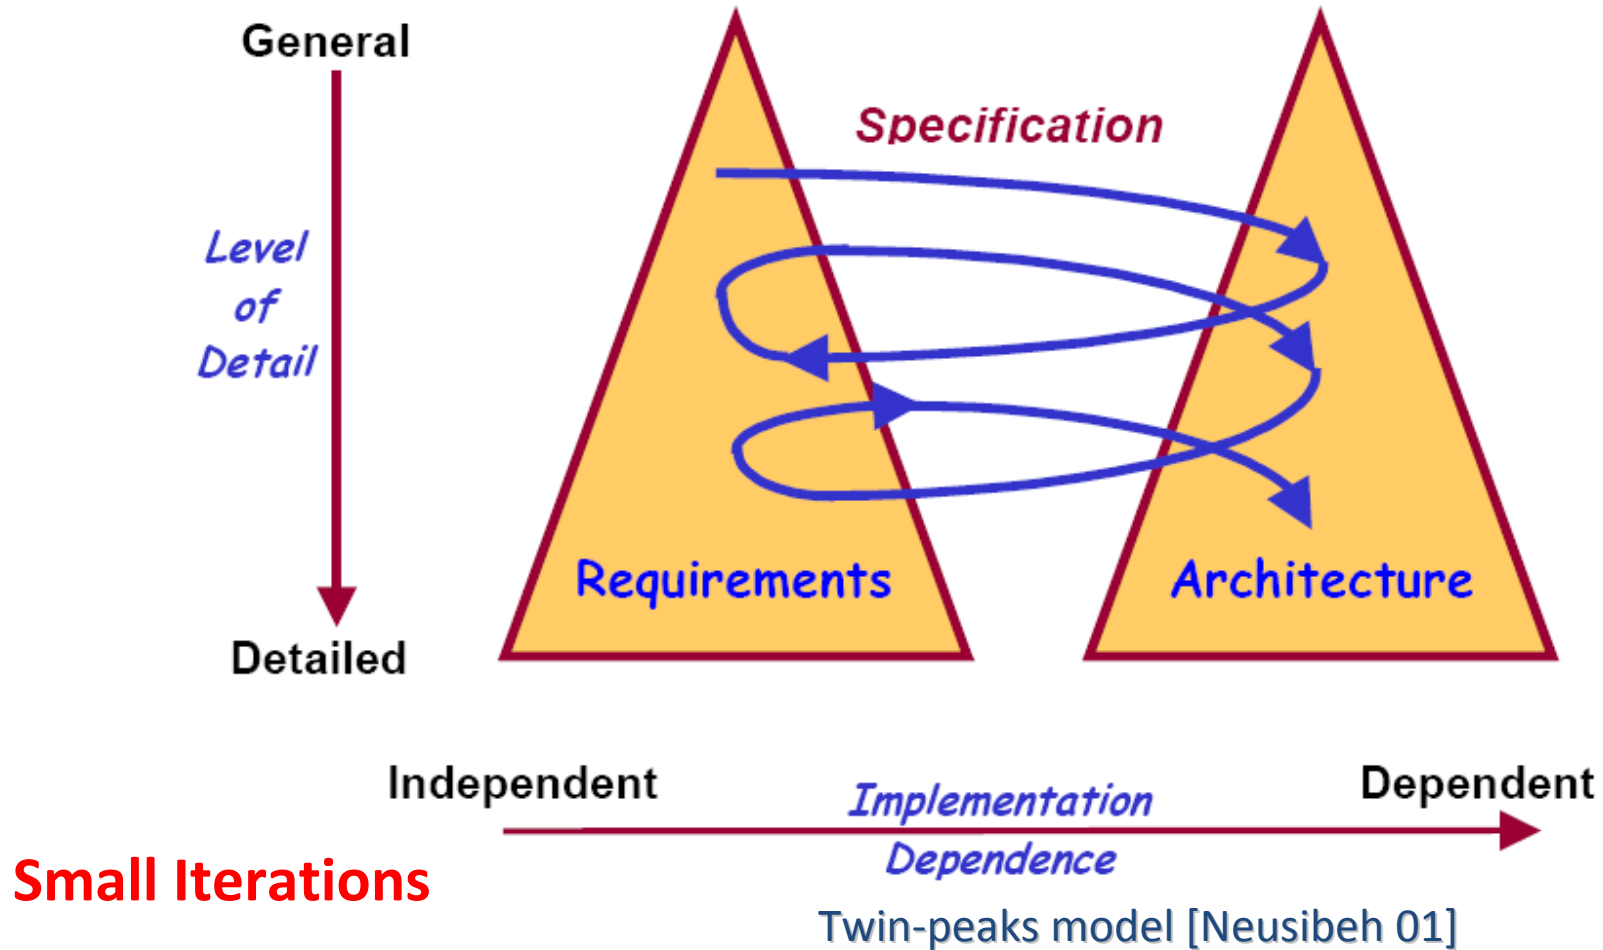 General
Specification
Level
of
Detail
Requirements
Architecture
Detailed
Independent
Dependent
Implementation
Dependence
Small Iterations
Twin-peaks model [Neusibeh 01]